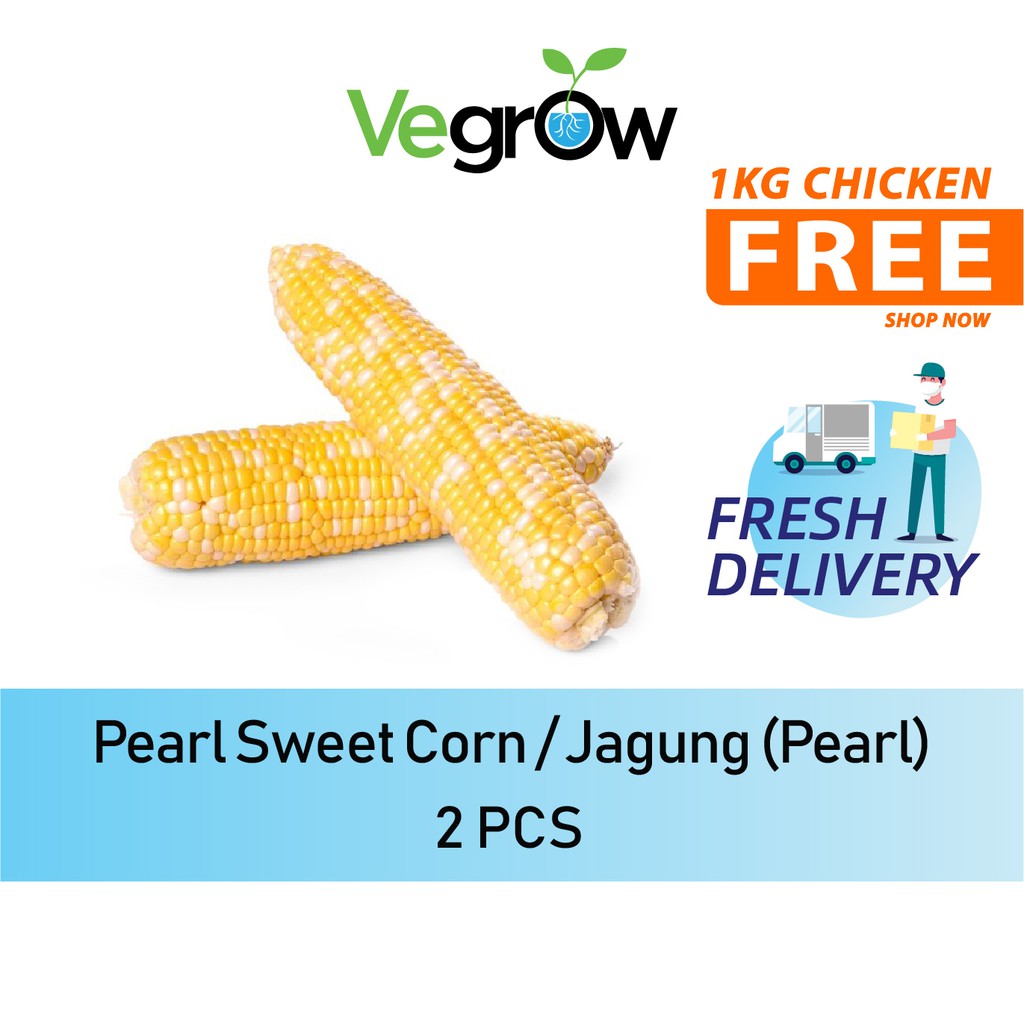 Vegrow
1KG CHICKEN
FREE
SHOP NOW
FRESH
DELIVERY
Pearl Sweet Corn / Jagung (Pearl)
2 PCS